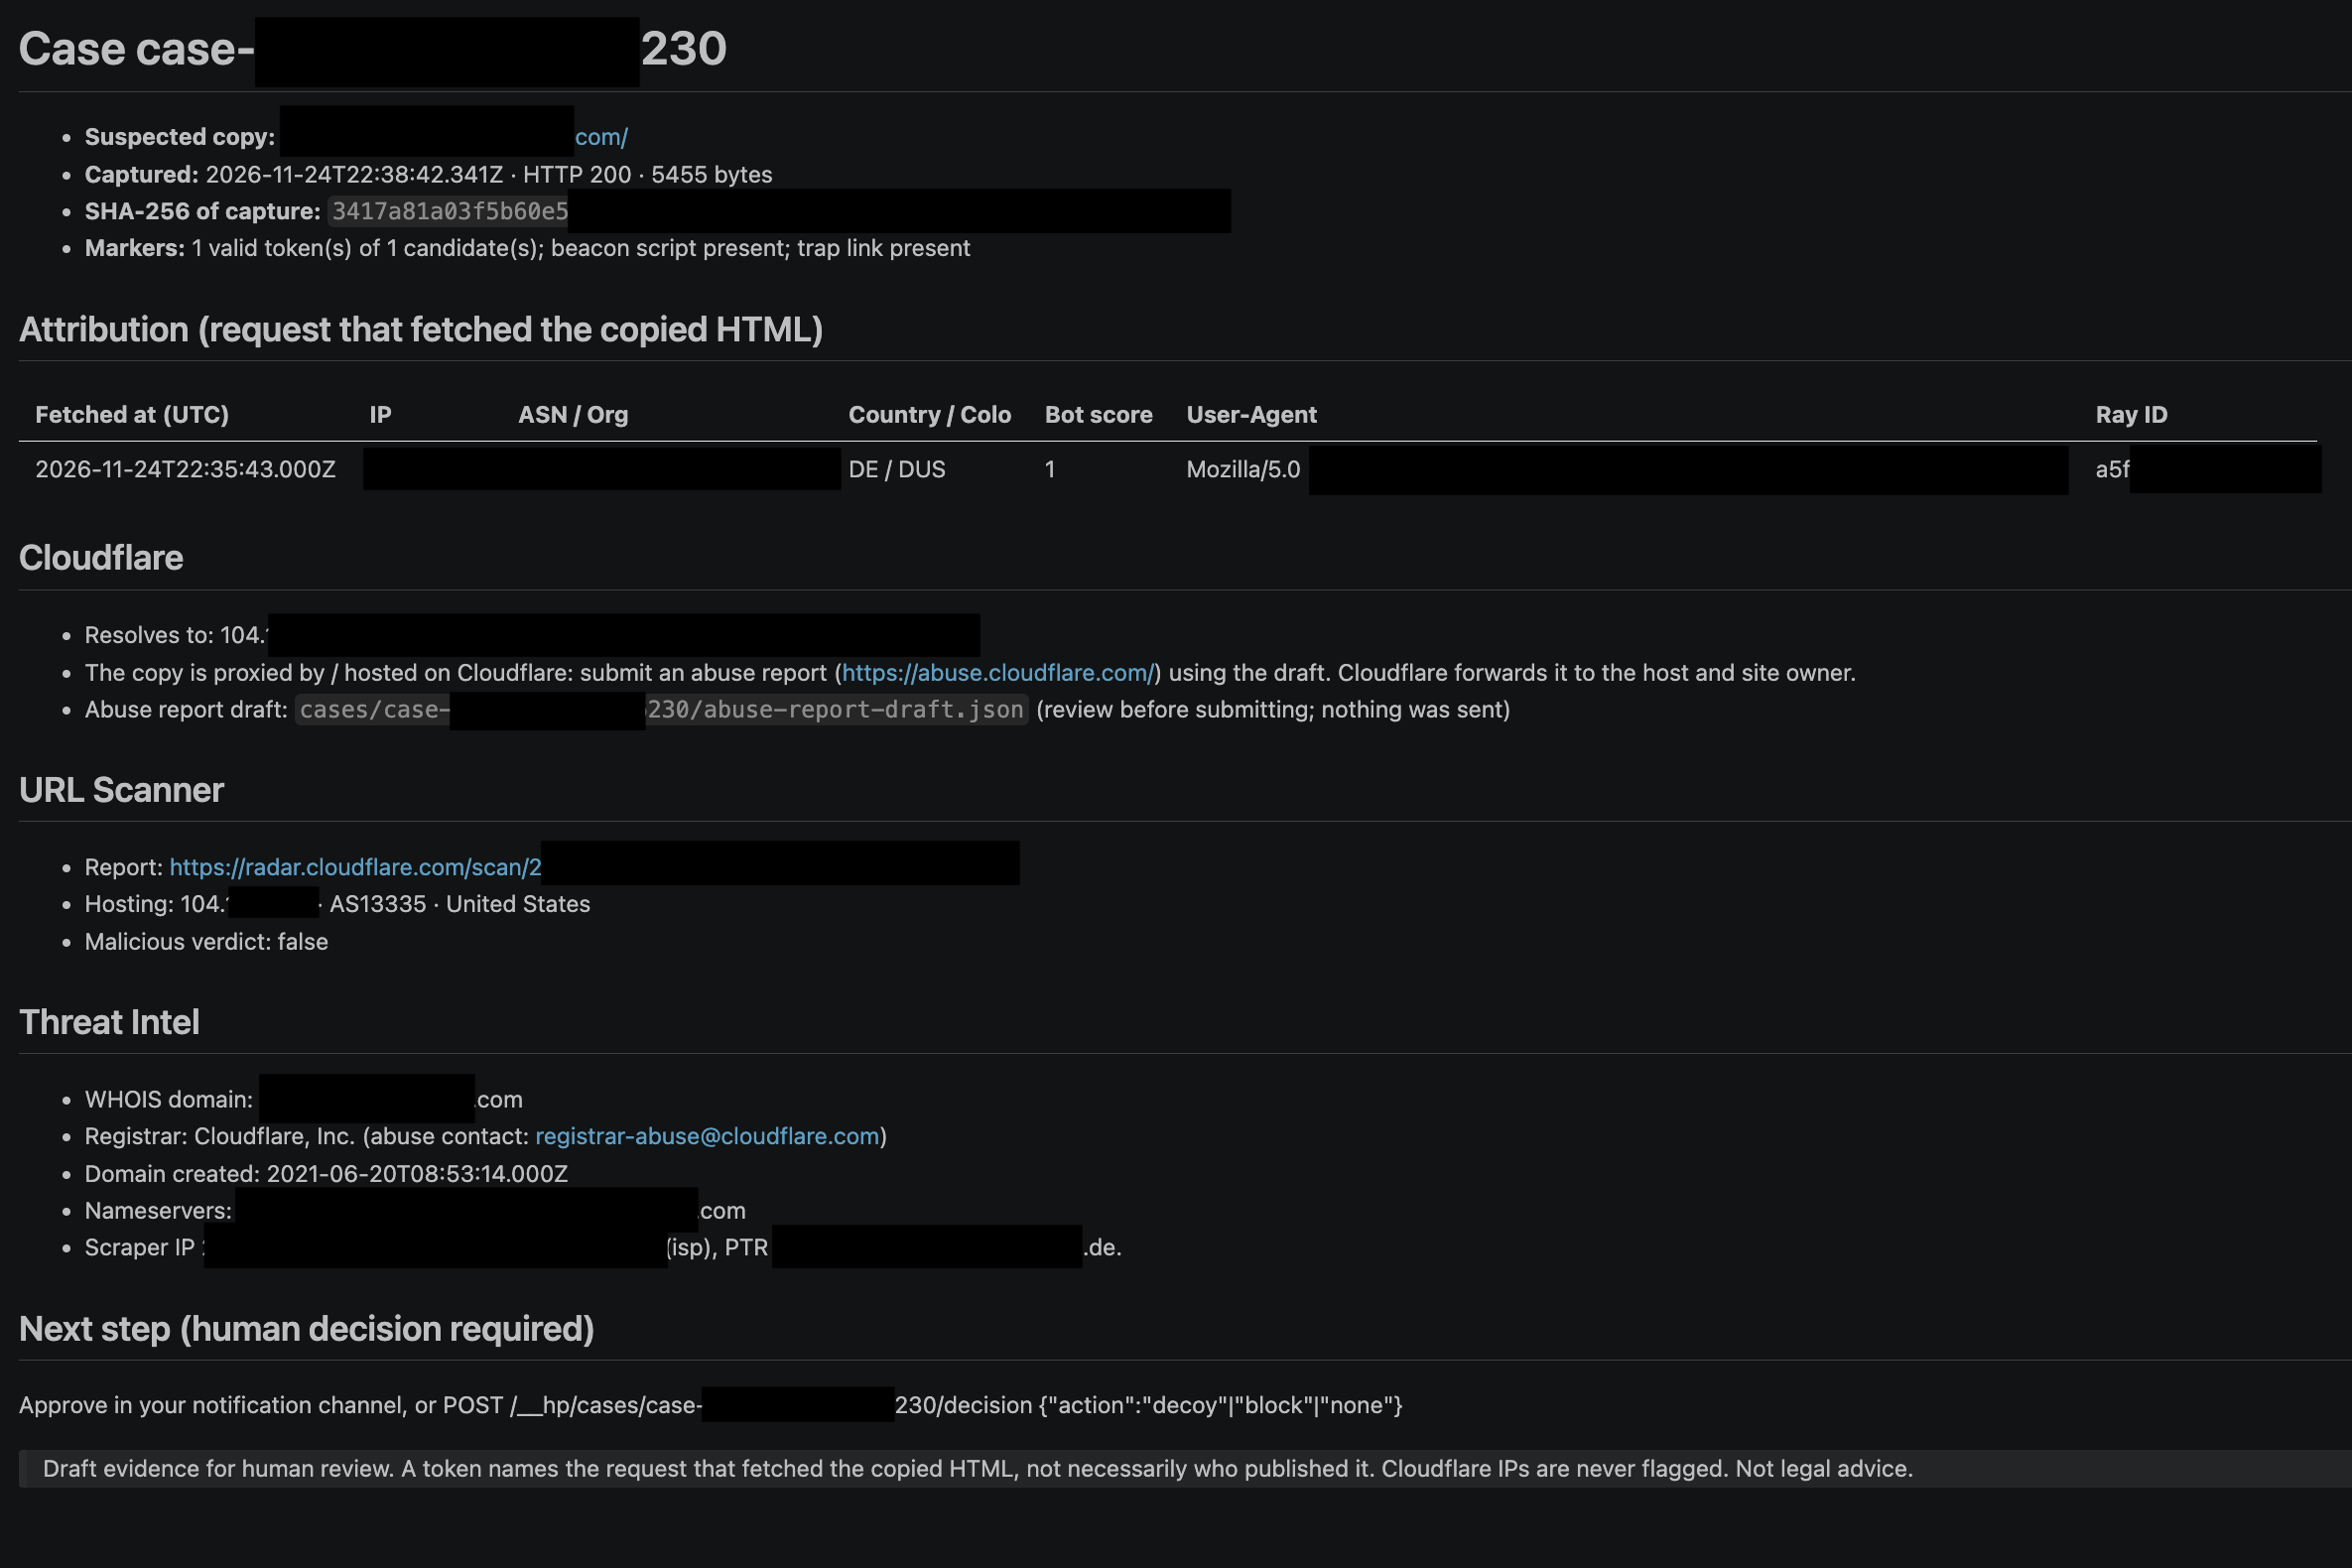 Case case- 230
Suspected copy: com/
Captured: 2026-11-24T22:38:42.341Z · HTTP 200 · 5455 bytes
SHA-256 of capture: 3417a81a03f5b60e5
Markers: 1 valid token(s) of 1 candidate(s); beacon script present; trap link present
Attribution (request that fetched the copied HTML)
Fetched at (UTC) IP ASN / Org Country / Colo Bot score User-Agent Ray ID
2026-11-24T22:35:43.000Z DE / DUS 1 Mozilla/5.0 a5f
Cloudflare
Resolves to: 104.
The copy is proxied by / hosted on Cloudflare: submit an abuse report (https://abuse.cloudflare.com/) using the draft. Cloudflare forwards it to the host and site owner.
Abuse report draft: cases/case- 230/abuse-report-draft.json (review before submitting; nothing was sent)
URL Scanner
Report: https://radar.cloudflare.com/scan/2
Hosting: 104. · AS13335 · United States
Malicious verdict: false
Threat Intel
WHOIS domain: .com
Registrar: Cloudflare, Inc. (abuse contact: registrar-abuse@cloudflare.com)
Domain created: 2021-06-20T08:53:14.000Z
Nameservers: .com
Scraper IP (isp), PTR .de.
Next step (human decision required)
Approve in your notification channel, or POST /__hp/cases/case- 230/decision {"action":"decoy"|"block"|"none"}
Draft evidence for human review. A token names the request that fetched the copied HTML, not necessarily who published it. Cloudflare IPs are never flagged. Not legal advice.